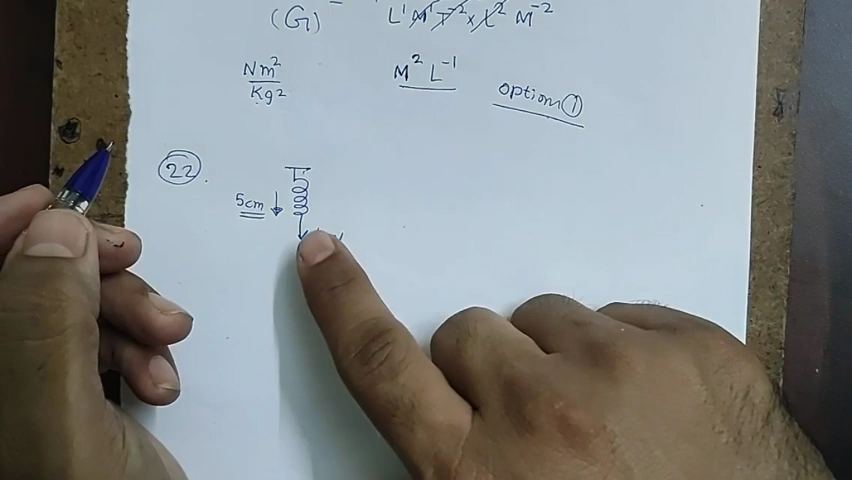 (G)
L¹ M¹ T⁻² × L² M⁻²
Nm²
Kg²
M² L⁻¹
option ①
22.
5cm